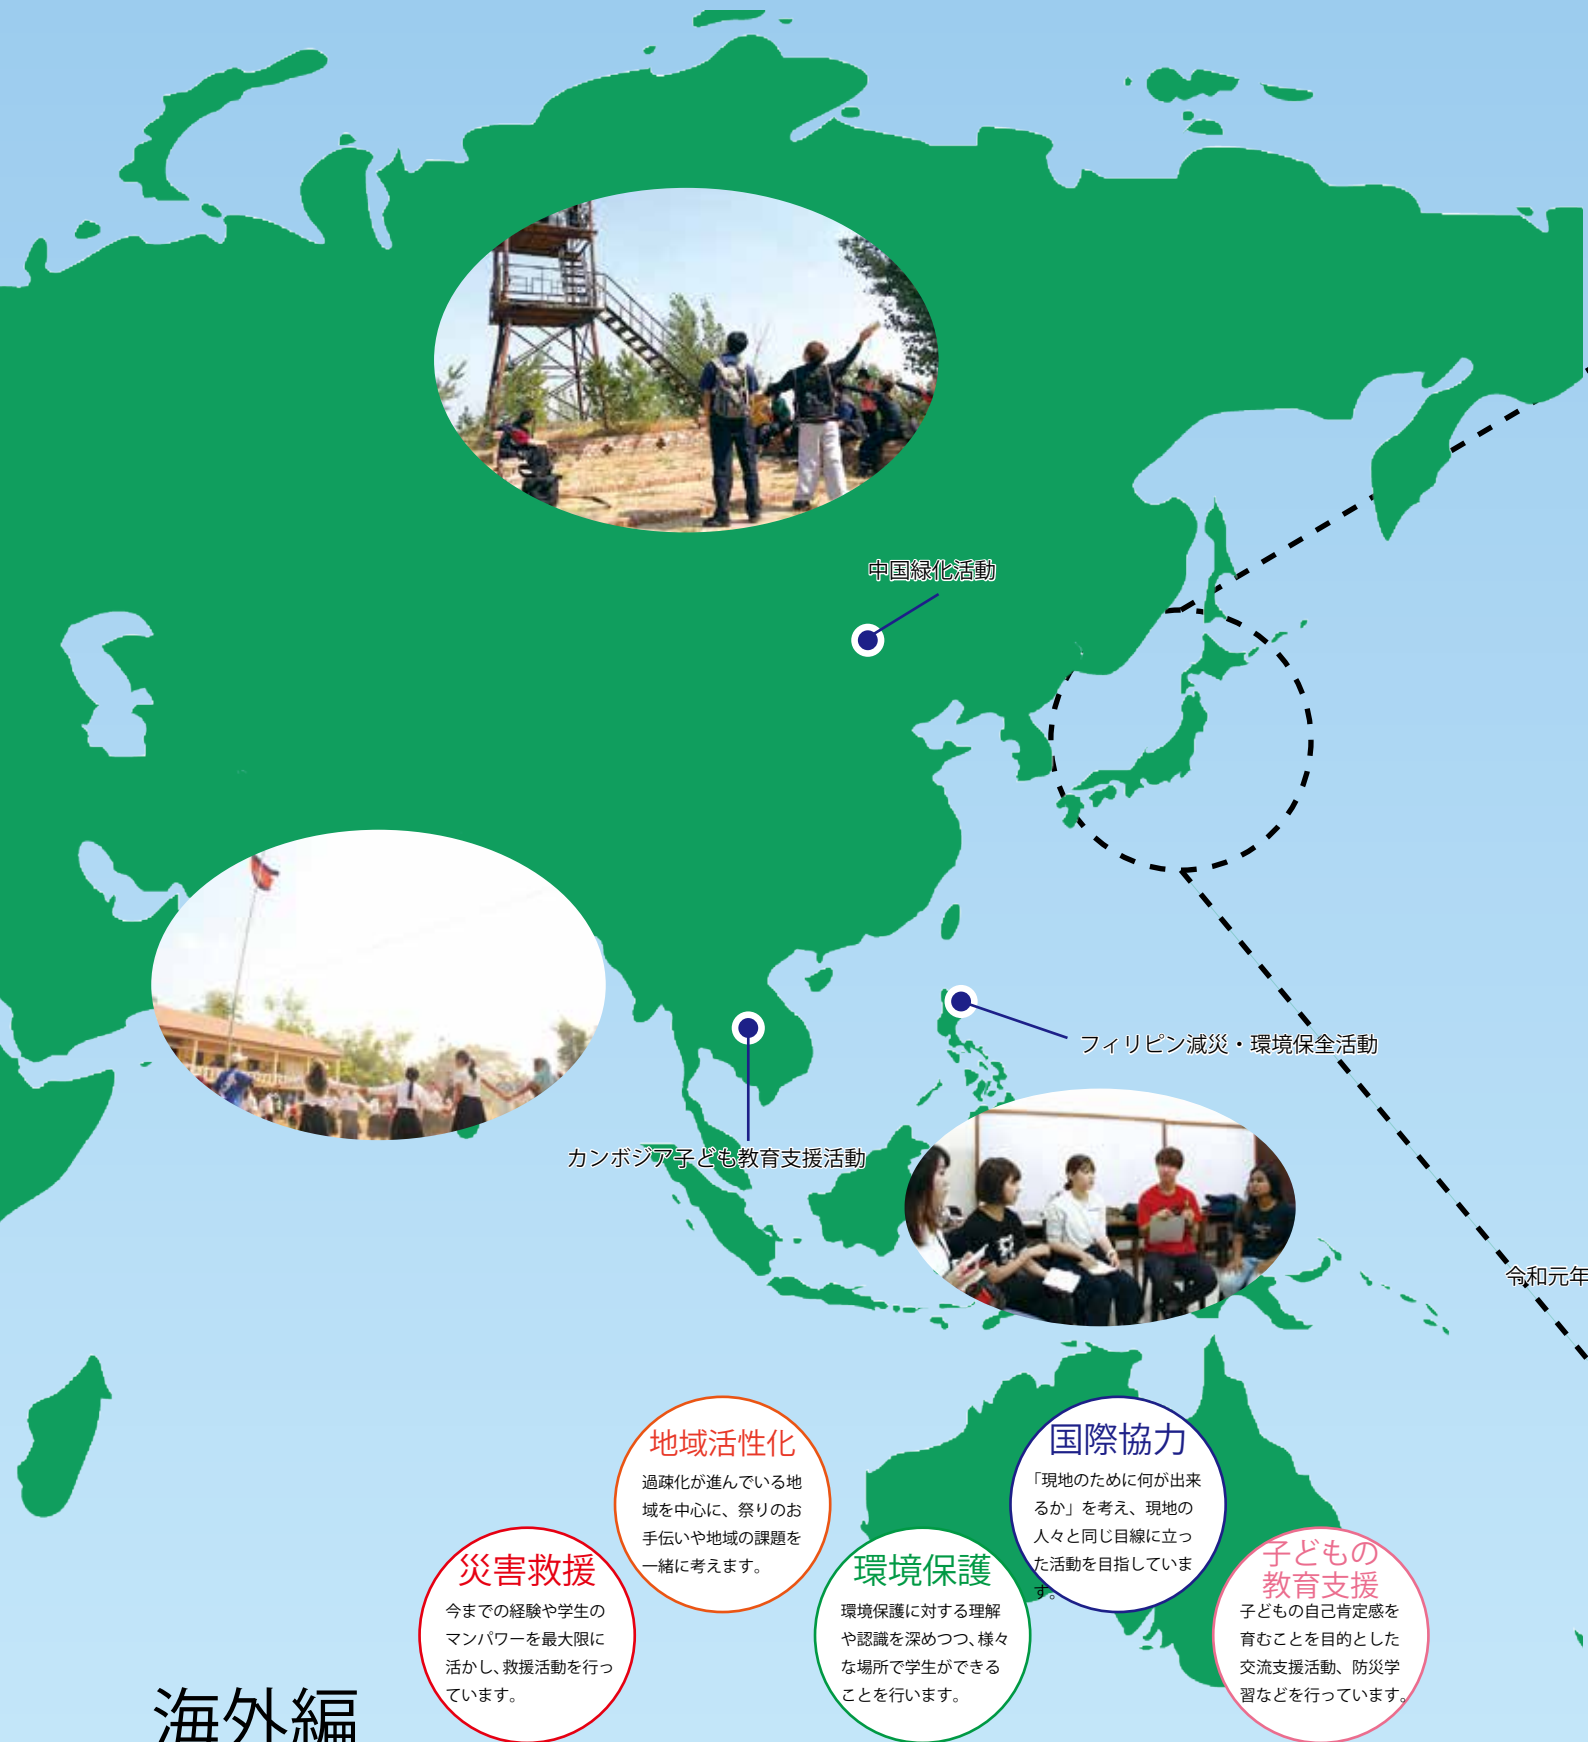 中国緑化活動
フィリピン減災・環境保全活動
カンボジア子ども教育支援活動
令和元年
地域活性化
過疎化が進んでいる地
域を中心に、祭りのお
手伝いや地域の課題を
一緒に考えます。
国際協力
「現地のために何が出来
るか」を考え、現地の
人々と同じ目線に立っ
た活動を目指していま
す。
災害救援
今までの経験や学生の
マンパワーを最大限に
活かし、救援活動を行っ
ています。
環境保護
環境保護に対する理解
や認識を深めつつ、様々
な場所で学生ができる
ことを行います。
子どもの
教育支援
子どもの自己肯定感を
育むことを目的とした
交流支援活動、防災学
習などを行っています。
海外編